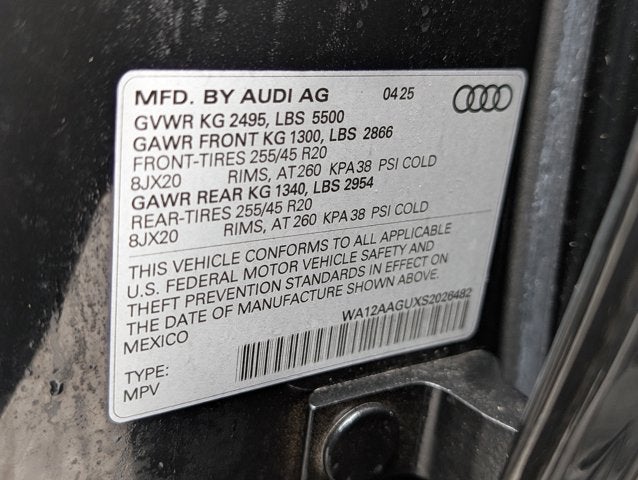 MFD. BY AUDI AG 04 25
GVWR KG 2495, LBS 5500
GAWR FRONT KG 1300, LBS 2866
FRONT-TIRES 255/45 R20
8JX20 RIMS, AT 260 KPA 38 PSI COLD
GAWR REAR KG 1340, LBS 2954
REAR-TIRES 255/45 R20
8JX20 RIMS, AT 260 KPA 38 PSI COLD
THIS VEHICLE CONFORMS TO ALL APPLICABLE
U.S. FEDERAL MOTOR VEHICLE SAFETY AND
THEFT PREVENTION STANDARDS IN EFFECT ON
THE DATE OF MANUFACTURE SHOWN ABOVE.
MEXICO
WA12AAGUXS2026482
TYPE:
MPV